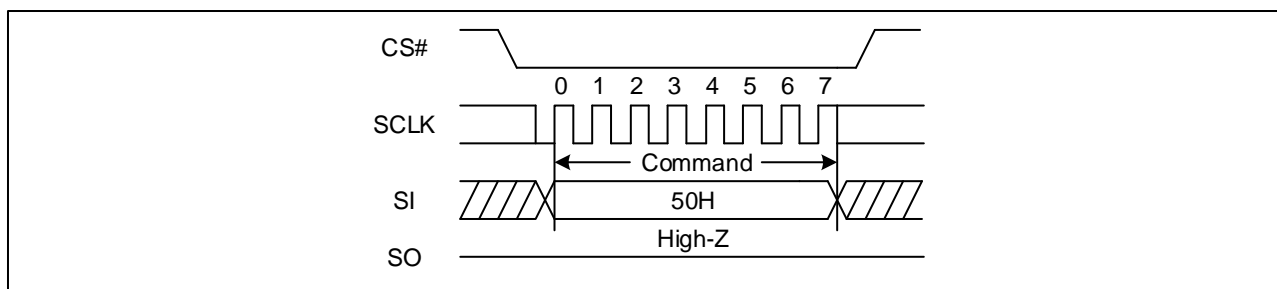 CS#
0 1 2 3 4 5 6 7
SCLK
Command
SI
50H
High-Z
SO